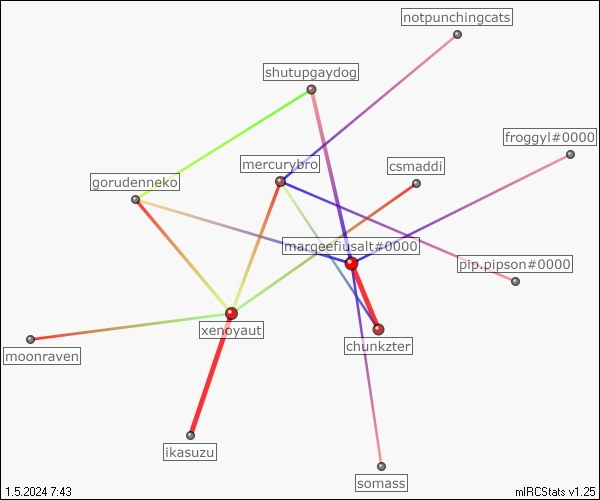 notpunchingcats
shutupgaydog
froggyl#0000
mercurybro
csmaddi
gorudenneko
margeefiusalt#0000
pip.pipson#0000
xenoyaut
chunkzter
moonraven
ikasuzu
somass
1.5.2024 7:43
mIRCStats v1.25